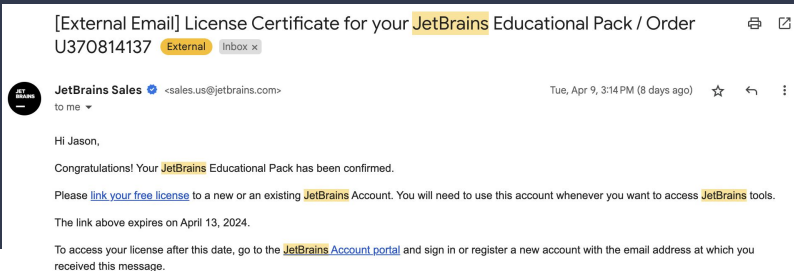 [External Email] License Certificate for your JetBrains Educational Pack / Order
U370814137 External Inbox x
JET
BRAINS
JetBrains Sales <sales.us@jetbrains.com> Tue, Apr 9, 3:14 PM (8 days ago)
to me
Hi Jason,
Congratulations! Your JetBrains Educational Pack has been confirmed.
Please link your free license to a new or an existing JetBrains Account. You will need to use this account whenever you want to access JetBrains tools.
The link above expires on April 13, 2024.
To access your license after this date, go to the JetBrains Account portal and sign in or register a new account with the email address at which you
received this message.